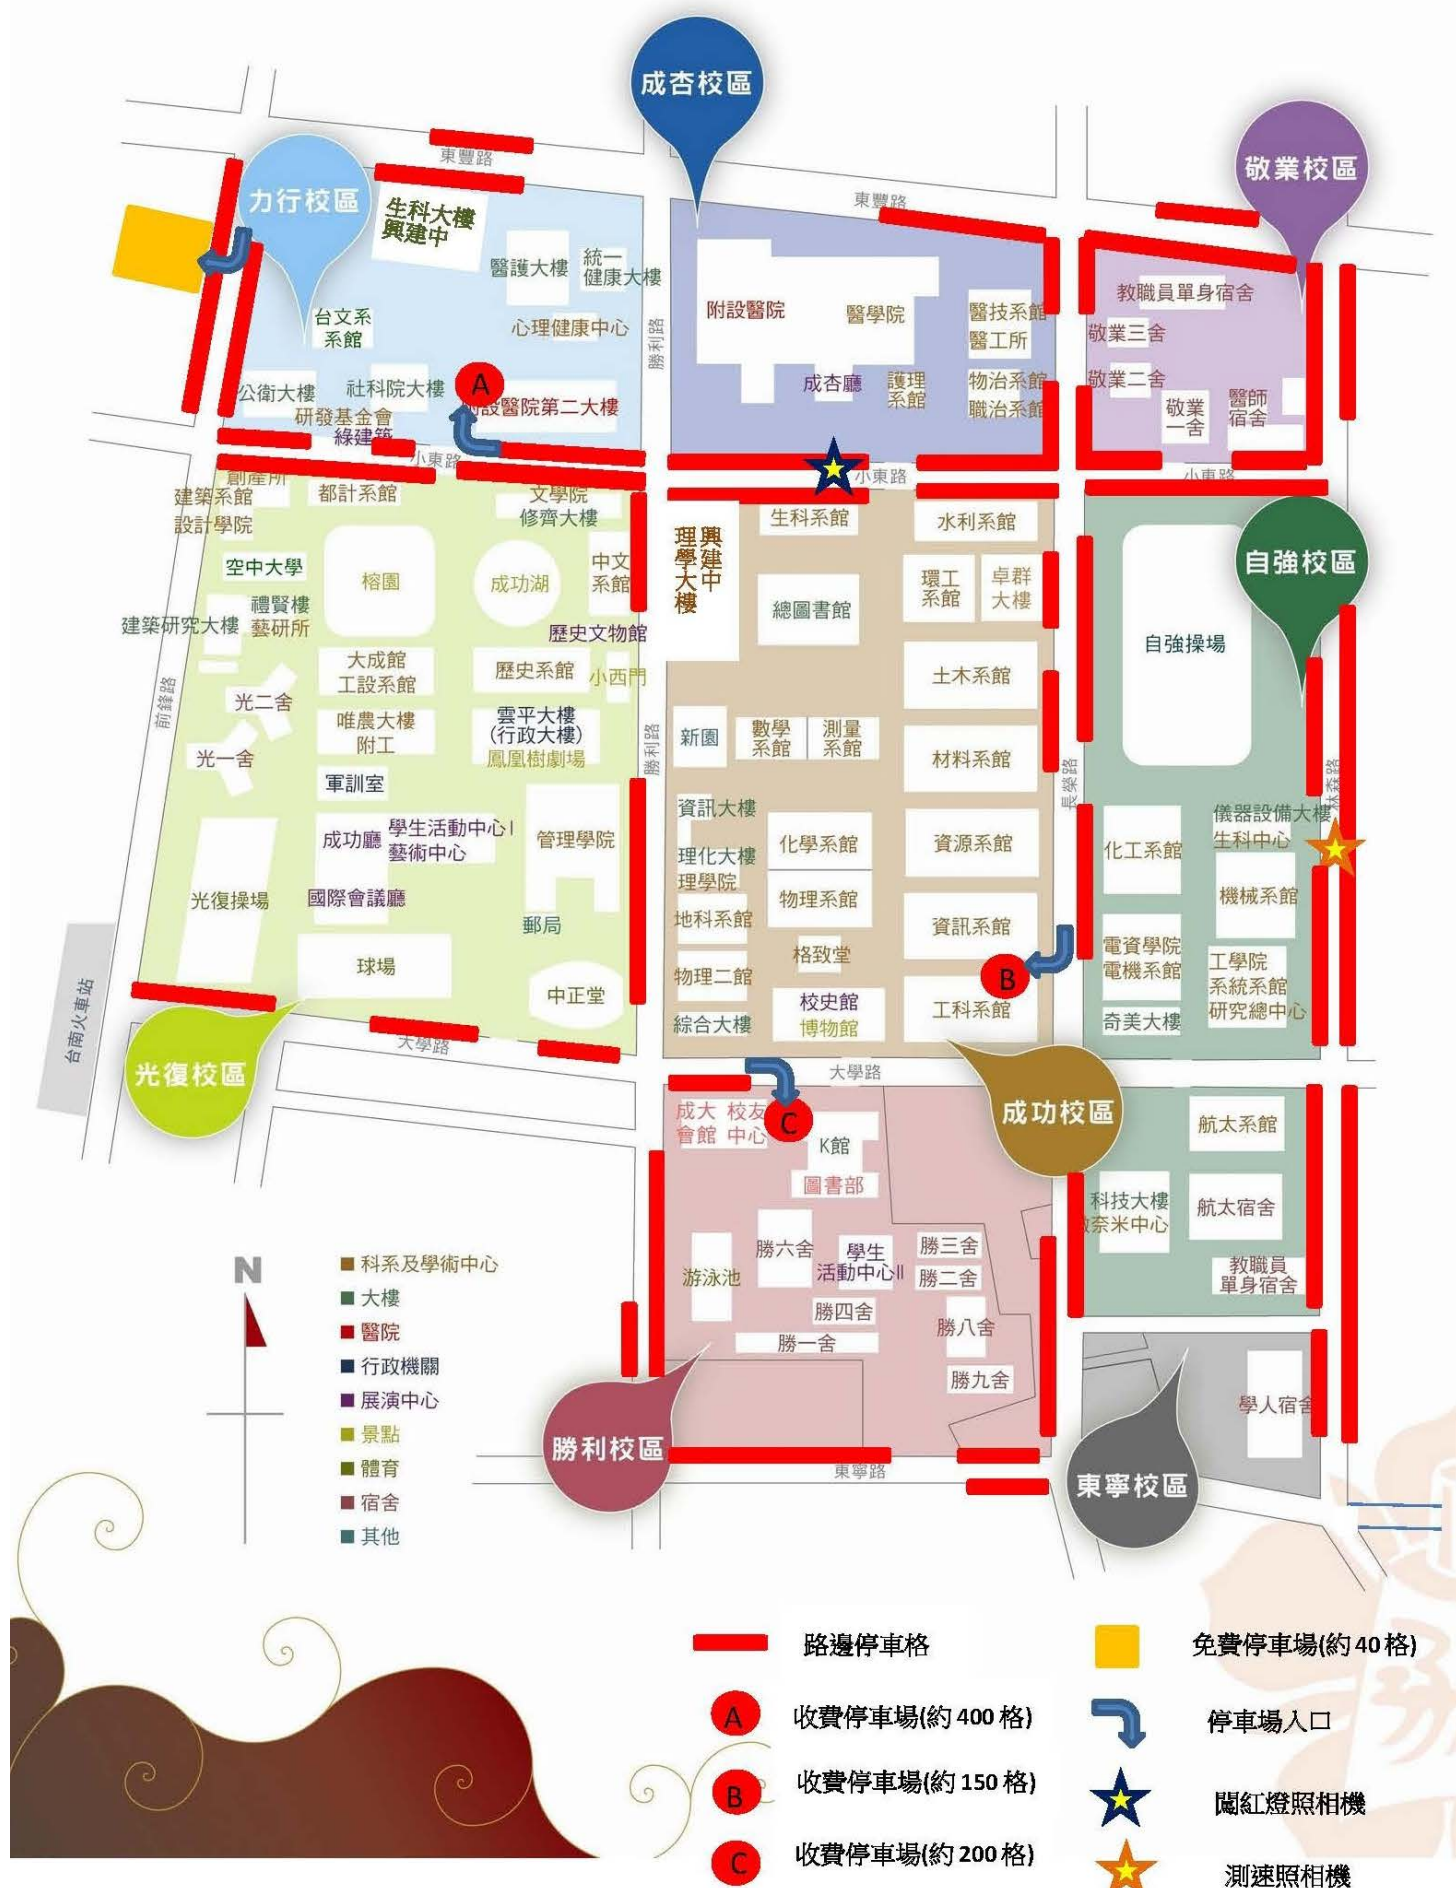 成杏校區
敬業校區
東豐路
力行校區
生科大樓
興建中
東豐路
醫護大樓
統一
健康大樓
台文系
系館
心理健康中心
附設醫院
醫學院
醫技系館
醫工所
教職員單身宿舍
敬業三舍
勝利路
公衛大樓
社科院大樓
A
研發基金會
綠建築
設醫院第二大樓
成杏廳
護理
系館
物治系館
職治系館
敬業二舍
敬業
一舍
醫師
宿舍
小東路
小東路
小東路
創產所
建築系館
設計學院
都計系館
文學院
修齊大樓
空中大學
榕園
成功湖
中文
系館
禮賢樓
藝研所
建築研究大樓
歷史文物館
大成館
工設系館
歷史系館
小西門
光二舍
唯農大樓
附工
雲平大樓
(行政大樓)
鳳凰樹劇場
光一舍
軍訓室
前鋒路
勝利路
成功廳
學生活動中心I
藝術中心
管理學院
國際會議廳
光復操場
郵局
球場
中正堂
台南火車站
光復校區
大學路
理學大樓
興建中
生科系館
水利系館
總圖書館
環工
系館
卓群
大樓
土木系館
新園
數學
系館
測量
系館
材料系館
資訊大樓
理化大樓
理學院
化學系館
資源系館
物理系館
地科系館
資訊系館
格致堂
物理二館
B
校史館
博物館
工科系館
綜合大樓
長榮路
大學路
成功校區
自強校區
自強操場
林森路
儀器設備大樓
生科中心
化工系館
機械系館
電資學院
電機系館
工學院
系統系館
研究總中心
奇美大樓
成大
會館
校友
中心
C
K館
圖書部
航太系館
科技大樓
奈米中心
航太宿舍
教職員
單身宿舍
勝六舍
學生
活動中心II
勝三舍
勝二舍
游泳池
勝四舍
勝八舍
勝一舍
勝九舍
學人宿舍
勝利校區
東寧路
東寧校區
N
科系及學術中心
大樓
醫院
行政機關
展演中心
景點
體育
宿舍
其他
路邊停車格
免費停車場(約40格)
A
收費停車場(約400格)
停車場入口
B
收費停車場(約150格)
闖紅燈照相機
C
收費停車場(約200格)
測速照相機